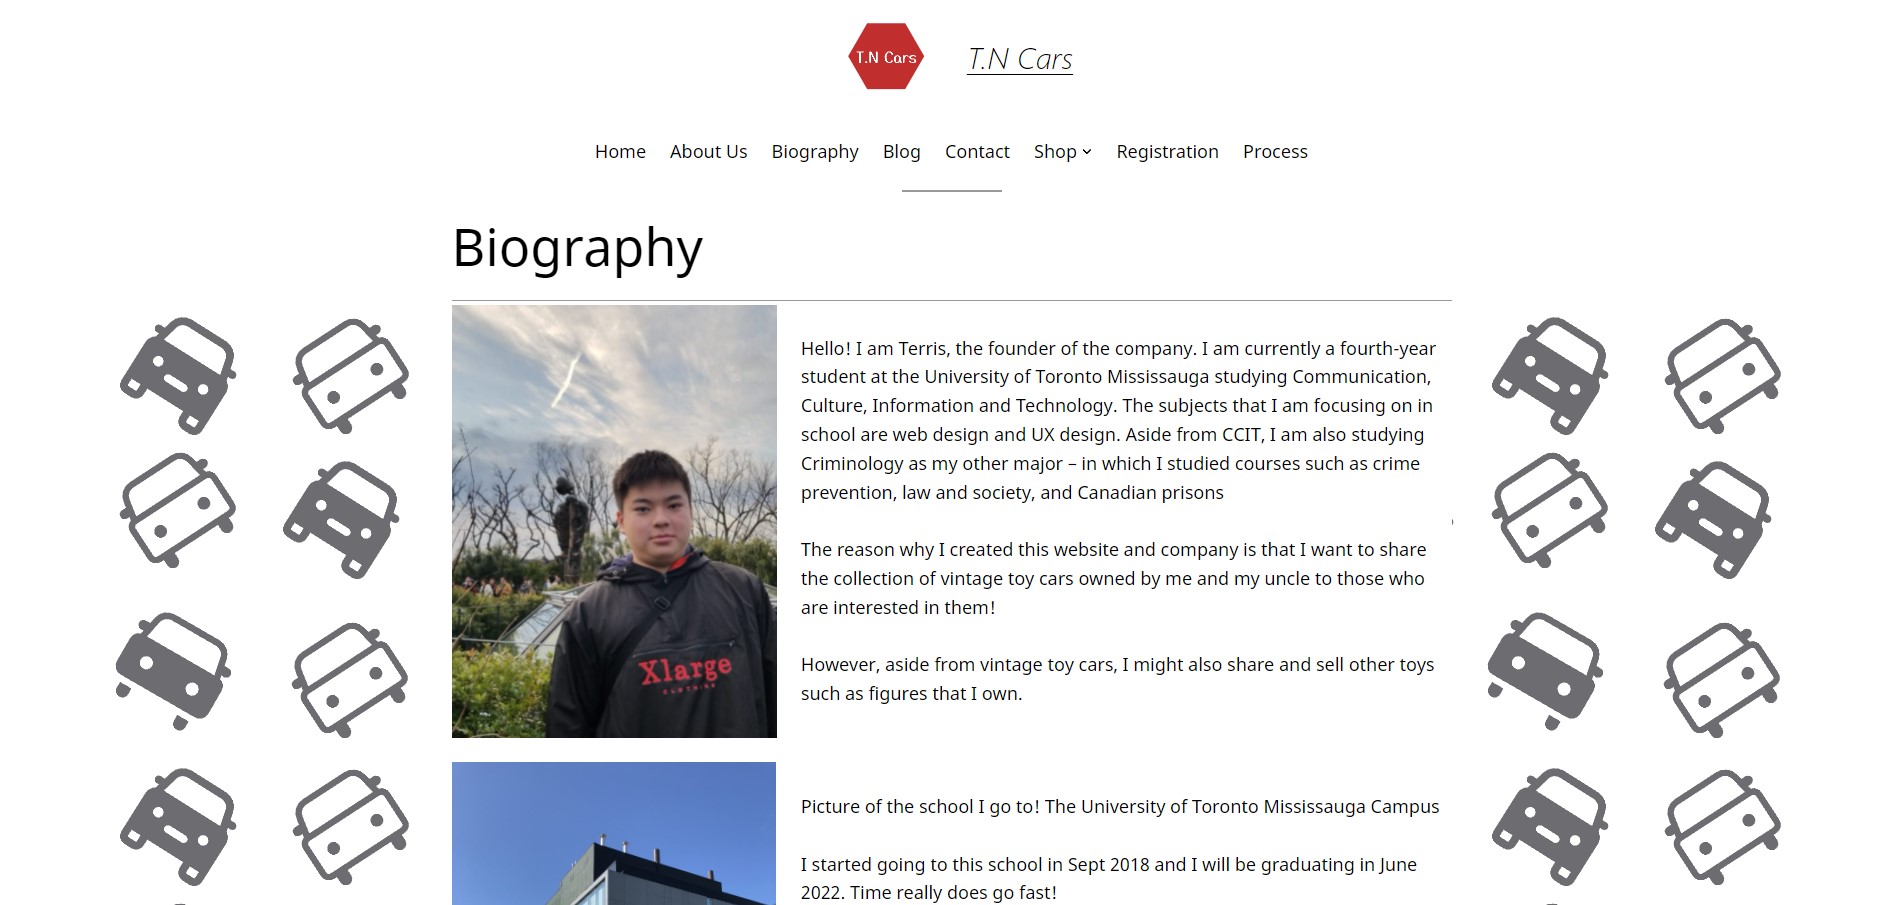 T.N Cars
T.N Cars
Home About Us Biography Blog Contact Shop Registration Process
Biography
Hello! I am Terris, the founder of the company. I am currently a fourth-year
student at the University of Toronto Mississauga studying Communication,
Culture, Information and Technology. The subjects that I am focusing on in
school are web design and UX design. Aside from CCIT, I am also studying
Criminology as my other major – in which I studied courses such as crime
prevention, law and society, and Canadian prisons
The reason why I created this website and company is that I want to share
the collection of vintage toy cars owned by me and my uncle to those who
are interested in them!
However, aside from vintage toy cars, I might also share and sell other toys
such as figures that I own.
Xlarge
CLOTHING
Picture of the school I go to! The University of Toronto Mississauga Campus
I started going to this school in Sept 2018 and I will be graduating in June
2022. Time really does go fast!